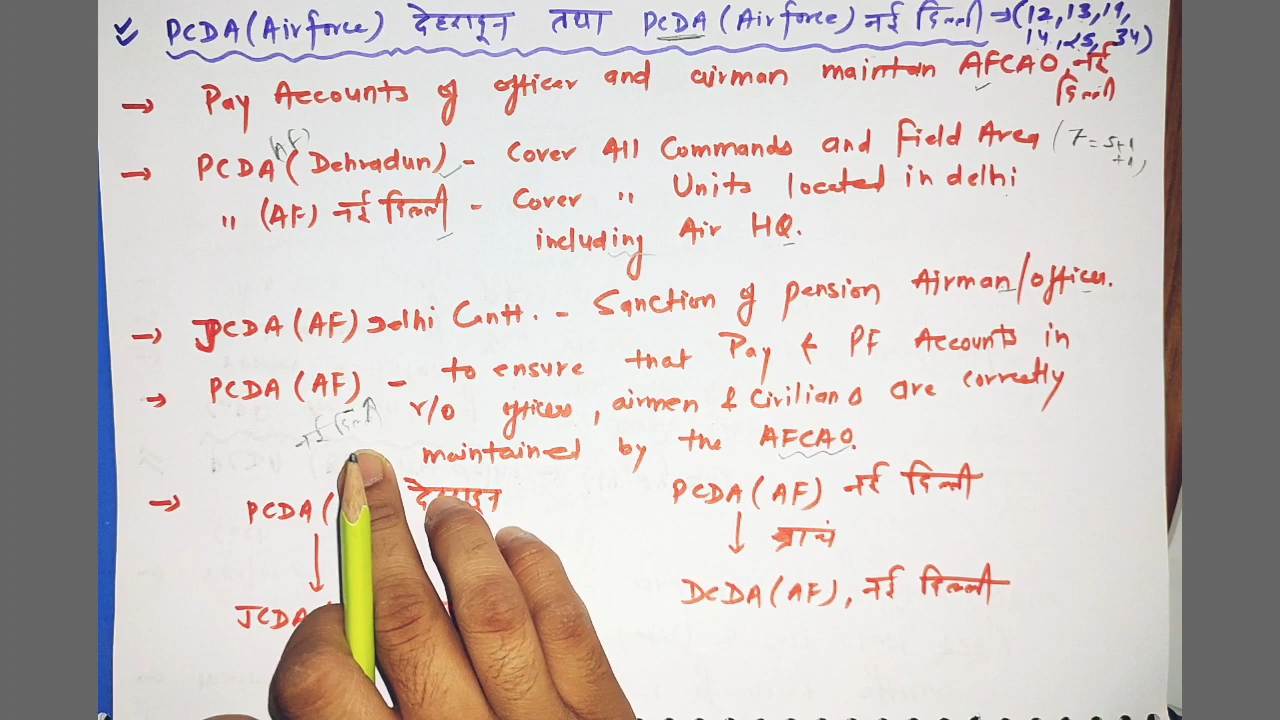 PCDA (Airforce) देहरादून तथा PCDA (Airforce) नई दिल्ली → (12, 13, 19,
14, 25, 34)
→ Pay Accounts of officer and airman maintain AFCAO, नई
दिल्ली
→ PCDA (AF) (Dehradun) - Cover All Commands and Field Area (7 = 5+1
+1)
" (AF) नई दिल्ली - Cover " Units located in delhi
including Air HQ.
→ JCDA (AF) Delhi Cantt. - Sanction of pension Airman/officer.
→ PCDA (AF) - to ensure that Pay & PF Accounts in
नई दिल्ली r/o officers, airmen & Civilians are correctly
maintained by the AFCAO.
→ PCDA ( देहरादून PCDA (AF) नई दिल्ली
↓ ↓ ब्रांच
JCDA DCDA (AF), नई दिल्ली